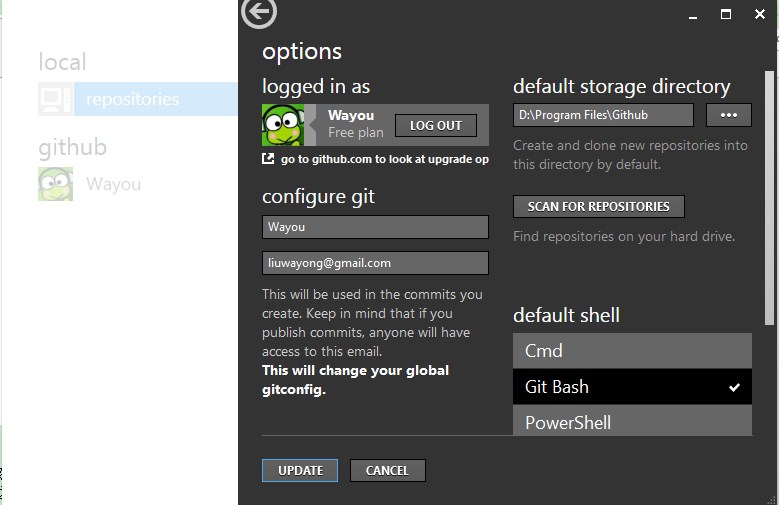 local
repositories
github
Wayou
options
logged in as
Wayou
Free plan
LOG OUT
go to github.com to look at upgrade op
configure git
Wayou
liuwayong@gmail.com
This will be used in the commits you
create. Keep in mind that if you
publish commits, anyone will have
access to this email.
This will change your global
gitconfig.
default storage directory
D:\Program Files\Github
...
Create and clone new repositories into
this directory by default.
SCAN FOR REPOSITORIES
Find repositories on your hard drive.
default shell
Cmd
Git Bash
PowerShell
UPDATE
CANCEL